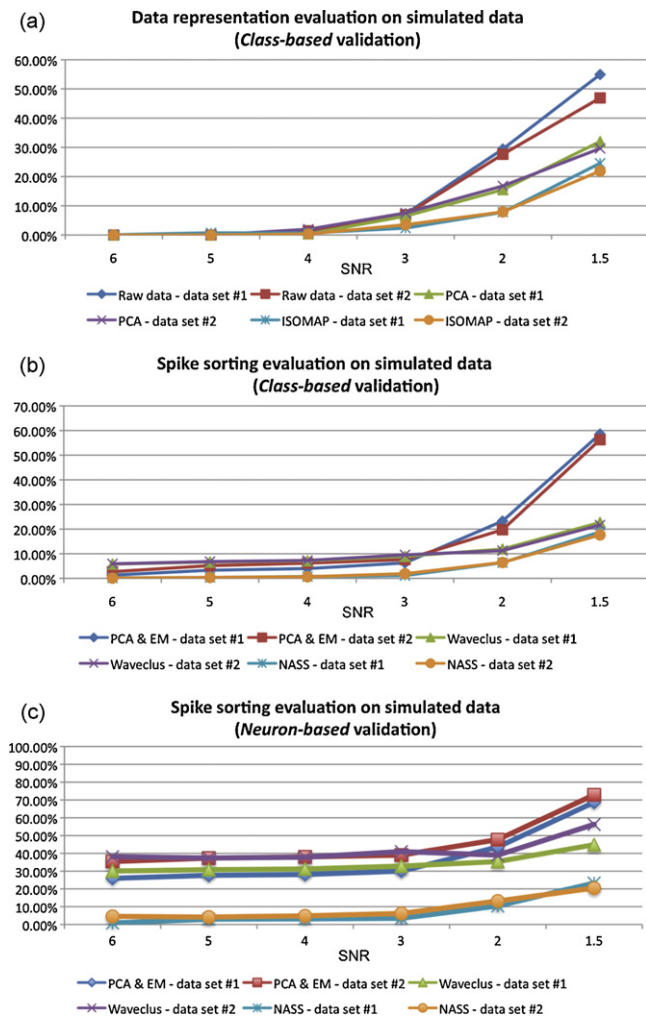 (a)
Data representation evaluation on simulated data
(Class-based validation)
60.00%
50.00%
40.00%
30.00%
20.00%
10.00%
0.00%
6 5 4 3 2 1.5
SNR
Raw data - data set #1 Raw data - data set #2 PCA - data set #1
PCA - data set #2 ISOMAP - data set #1 ISOMAP - data set #2
(b)
Spike sorting evaluation on simulated data
(Class-based validation)
70.00%
60.00%
50.00%
40.00%
30.00%
20.00%
10.00%
0.00%
6 5 4 3 2 1.5
SNR
PCA & EM - data set #1 PCA & EM - data set #2 Waveclus - data set #1
Waveclus - data set #2 NASS - data set #1 NASS - data set #2
(c)
Spike sorting evaluation on simulated data
(Neuron-based validation)
100.00%
90.00%
80.00%
70.00%
60.00%
50.00%
40.00%
30.00%
20.00%
10.00%
0.00%
6 5 4 3 2 1.5
SNR
PCA & EM - data set #1 PCA & EM - data set #2 Waveclus - data set #1
Waveclus - data set #2 NASS - data set #1 NASS - data set #2